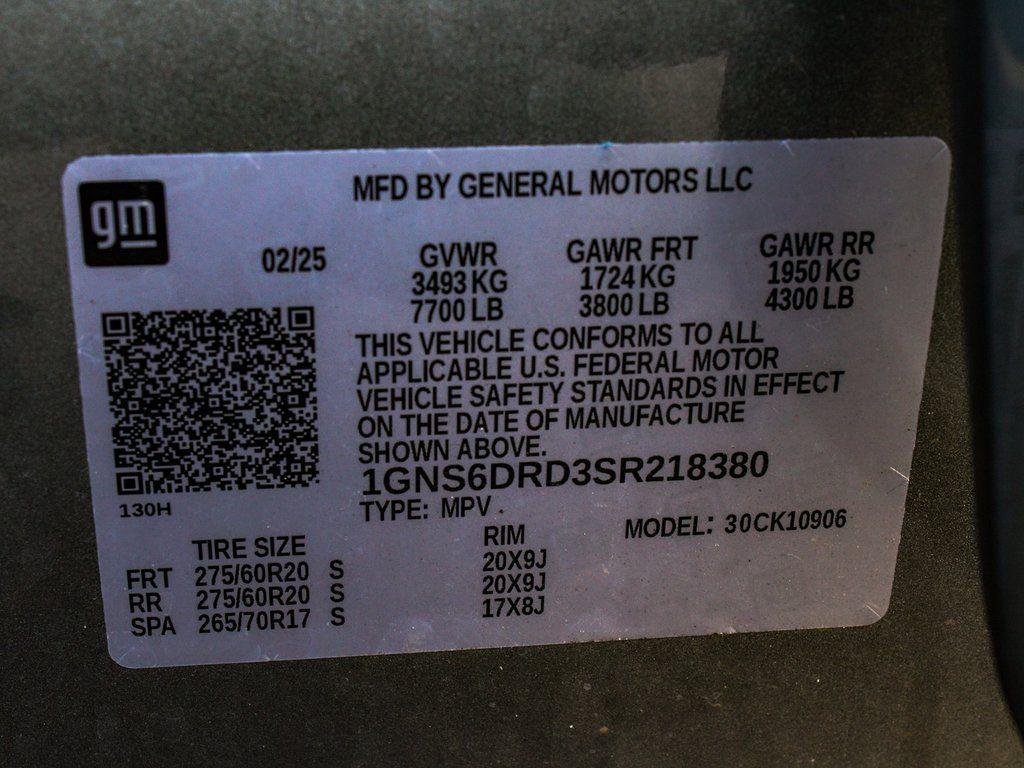 gm
MFD BY GENERAL MOTORS LLC
02/25 GVWR GAWR FRT GAWR RR
3493 KG 1724 KG 1950 KG
7700 LB 3800 LB 4300 LB
THIS VEHICLE CONFORMS TO ALL
APPLICABLE U.S. FEDERAL MOTOR
VEHICLE SAFETY STANDARDS IN EFFECT
ON THE DATE OF MANUFACTURE
SHOWN ABOVE.
1GNS6DRD3SR218380
130H
TYPE: MPV MODEL: 30CK10906
TIRE SIZE RIM
FRT 275/60R20 S 20X9J
RR 275/60R20 S 20X9J
SPA 265/70R17 S 17X8J